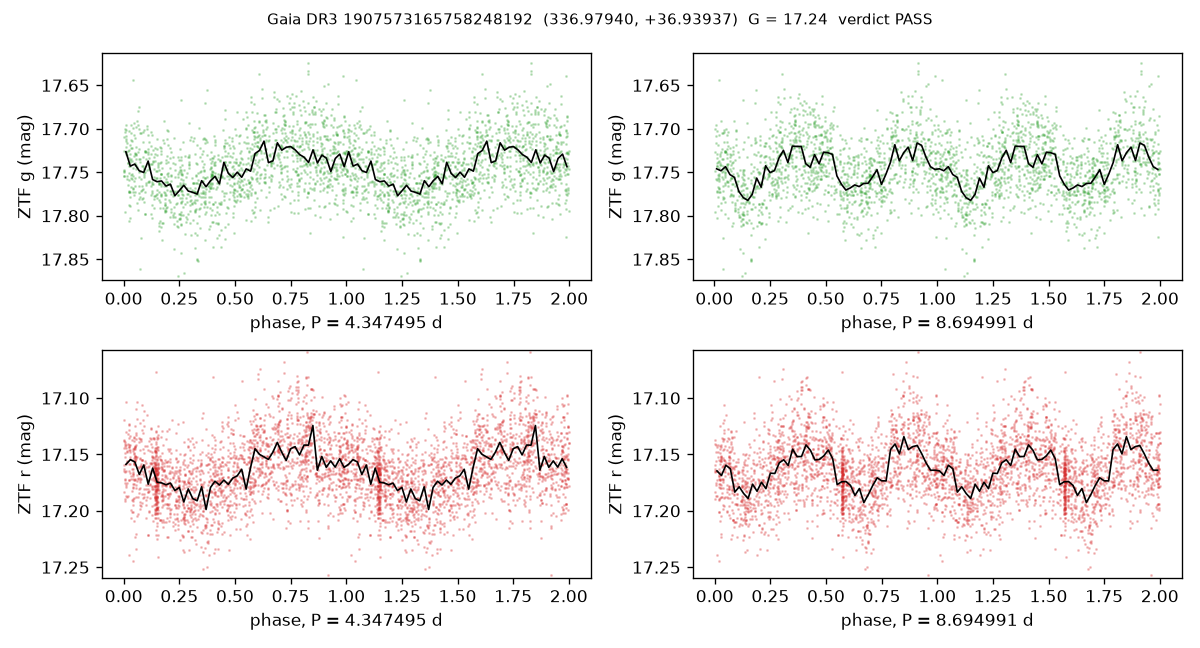 Gaia DR3 1907573165758248192  (336.97940, +36.93937)  G = 17.24  verdict PASS
ZTF g (mag)
17.65
17.70
17.75
17.80
17.85
0.00 0.25 0.50 0.75 1.00 1.25 1.50 1.75 2.00
phase, P = 4.347495 d
ZTF g (mag)
17.65
17.70
17.75
17.80
17.85
0.00 0.25 0.50 0.75 1.00 1.25 1.50 1.75 2.00
phase, P = 8.694991 d
ZTF r (mag)
17.10
17.15
17.20
17.25
0.00 0.25 0.50 0.75 1.00 1.25 1.50 1.75 2.00
phase, P = 4.347495 d
ZTF r (mag)
17.10
17.15
17.20
17.25
0.00 0.25 0.50 0.75 1.00 1.25 1.50 1.75 2.00
phase, P = 8.694991 d